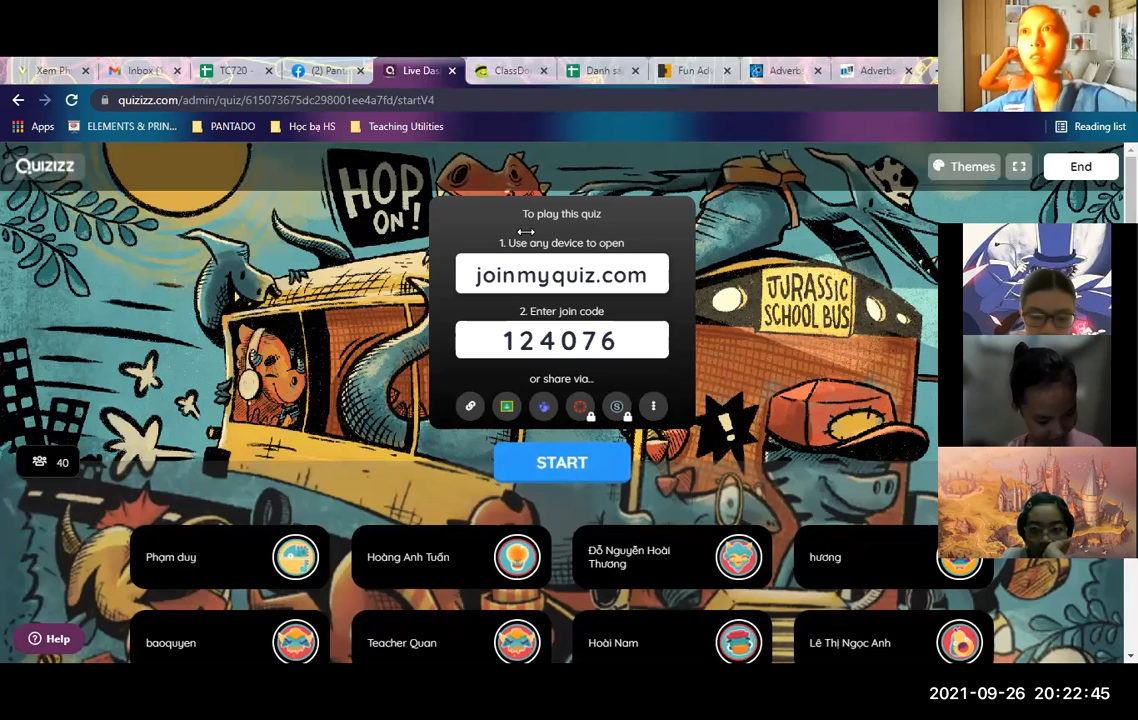 Xem Ph
Inbox (
TC720 -
(2) Pant
Live Das
ClassDo
Danh sá
Fun Adv
Adverbs
Adverbs
quizizz.com/admin/quiz/615073675dc298001ee4a7fd/startV4
Apps
ELEMENTS & PRIN...
PANTADO
Học bạ HS
Teaching Utilities
Reading list
QUIZIZZ
Themes
End
HOP
ON!
To play this quiz
1. Use any device to open
joinmyquiz.com
2. Enter join code
124076
or share via...
JURASSIC
SCHOOL BUS
!
40
START
Phạm duy
Hoàng Anh Tuấn
Đỗ Nguyễn Hoài
Thương
hương
baoquyen
Teacher Quan
Hoài Nam
Lê Thị Ngọc Anh
Help
2021-09-26 20:22:45